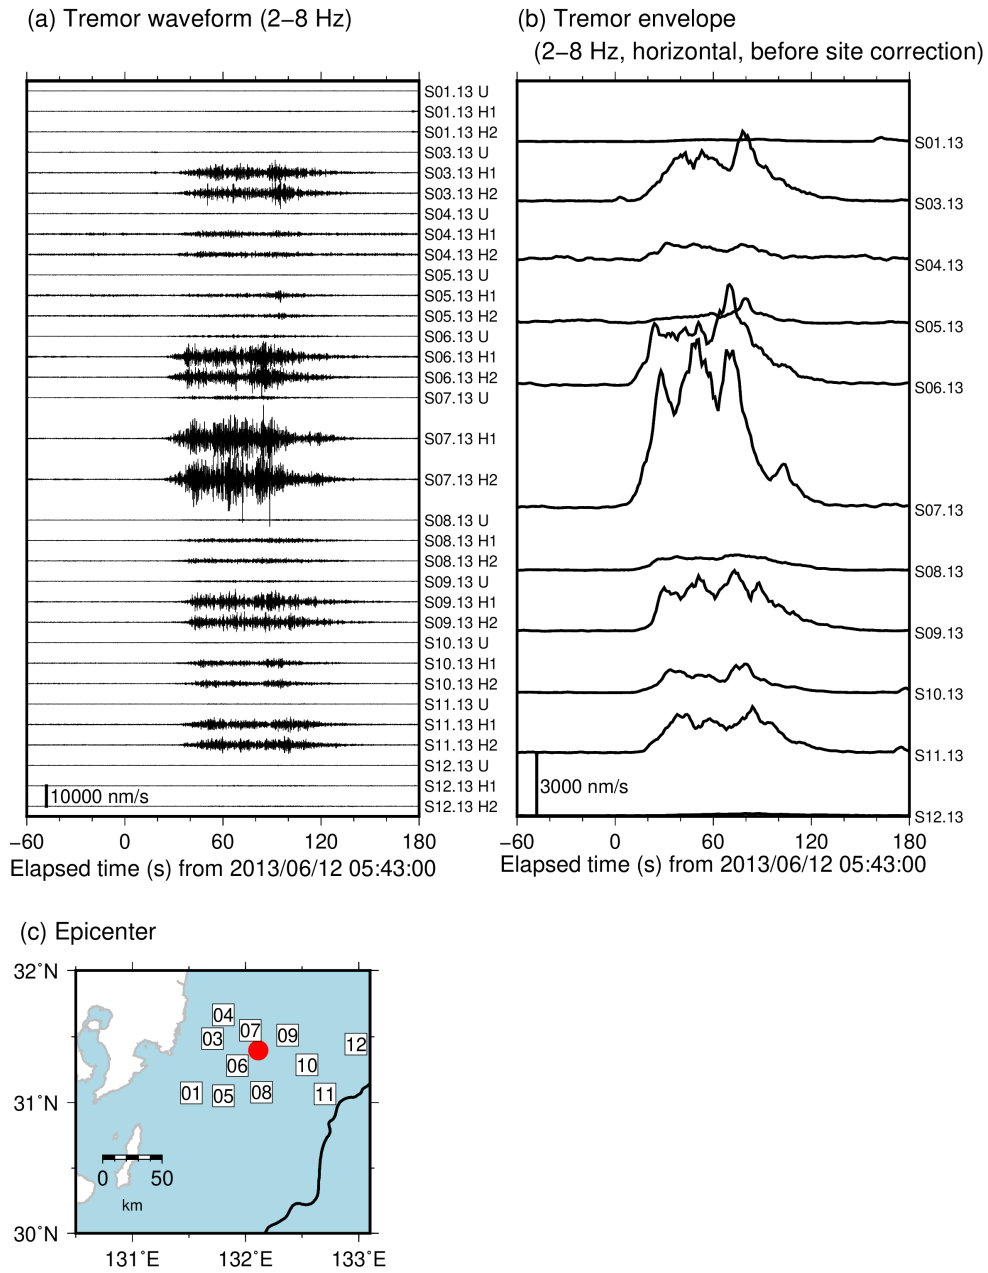 (a) Tremor waveform (2−8 Hz)
S01.13 U
S01.13 H1
S01.13 H2
S03.13 U
S03.13 H1
S03.13 H2
S04.13 U
S04.13 H1
S04.13 H2
S05.13 U
S05.13 H1
S05.13 H2
S06.13 U
S06.13 H1
S06.13 H2
S07.13 U
S07.13 H1
S07.13 H2
S08.13 U
S08.13 H1
S08.13 H2
S09.13 U
S09.13 H1
S09.13 H2
S10.13 U
S10.13 H1
S10.13 H2
S11.13 U
S11.13 H1
S11.13 H2
S12.13 U
S12.13 H1
S12.13 H2
10000 nm/s
−60 0 60 120 180
Elapsed time (s) from 2013/06/12 05:43:00
(b) Tremor envelope
(2−8 Hz, horizontal, before site correction)
S01.13
S03.13
S04.13
S05.13
S06.13
S07.13
S08.13
S09.13
S10.13
S11.13
S12.13
3000 nm/s
−60 0 60 120 180
Elapsed time (s) from 2013/06/12 05:43:00
(c) Epicenter
32˚N
31˚N
30˚N
04
07
03
09
12
06
10
01
05
08
11
0 50
km
131˚E 132˚E 133˚E